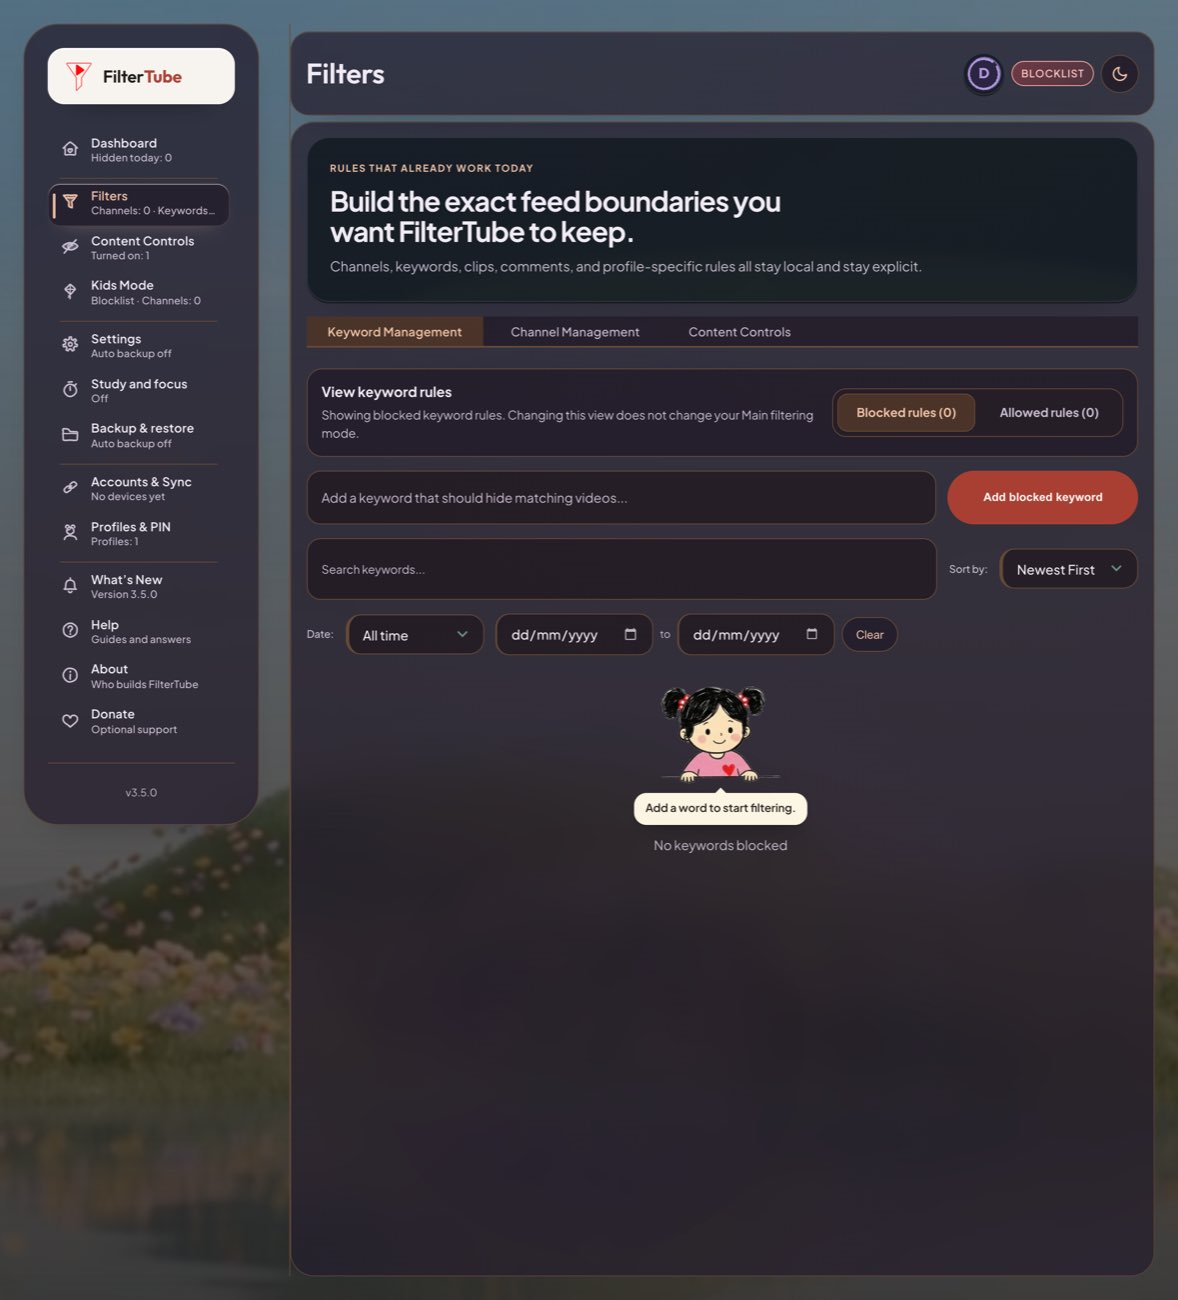 FilterTube
Dashboard
Hidden today: 0
Filters
Channels: 0 · Keywords...
Content Controls
Turned on: 1
Kids Mode
Blocklist · Channels: 0
Settings
Auto backup off
Study and focus
Off
Backup & restore
Auto backup off
Accounts & Sync
No devices yet
Profiles & PIN
Profiles: 1
What's New
Version 3.5.0
Help
Guides and answers
About
Who builds FilterTube
Donate
Optional support
v3.5.0
Filters
D
BLOCKLIST
RULES THAT ALREADY WORK TODAY
Build the exact feed boundaries you
want FilterTube to keep.
Channels, keywords, clips, comments, and profile-specific rules all stay local and stay explicit.
Keyword Management
Channel Management
Content Controls
View keyword rules
Showing blocked keyword rules. Changing this view does not change your Main filtering
mode.
Blocked rules (0)
Allowed rules (0)
Add a keyword that should hide matching videos...
Add blocked keyword
Search keywords...
Sort by:
Newest First
Date:
All time
dd/mm/yyyy
to
dd/mm/yyyy
Clear
Add a word to start filtering.
No keywords blocked